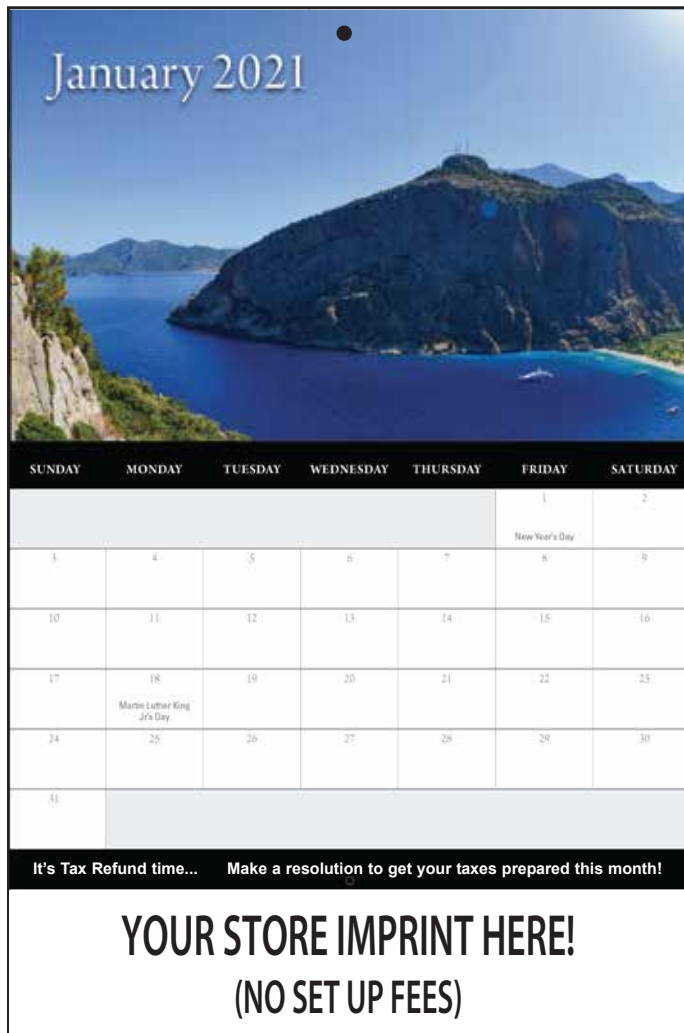 January 2021
SUNDAY MONDAY TUESDAY WEDNESDAY THURSDAY FRIDAY SATURDAY
1 2
New Year's Day
3 4 5 6 7 8 9
10 11 12 13 14 15 16
17 18 19 20 21 22 23
Martin Luther King
Jr's Day
24 25 26 27 28 29 30
31
It's Tax Refund time... Make a resolution to get your taxes prepared this month!
YOUR STORE IMPRINT HERE!
(NO SET UP FEES)